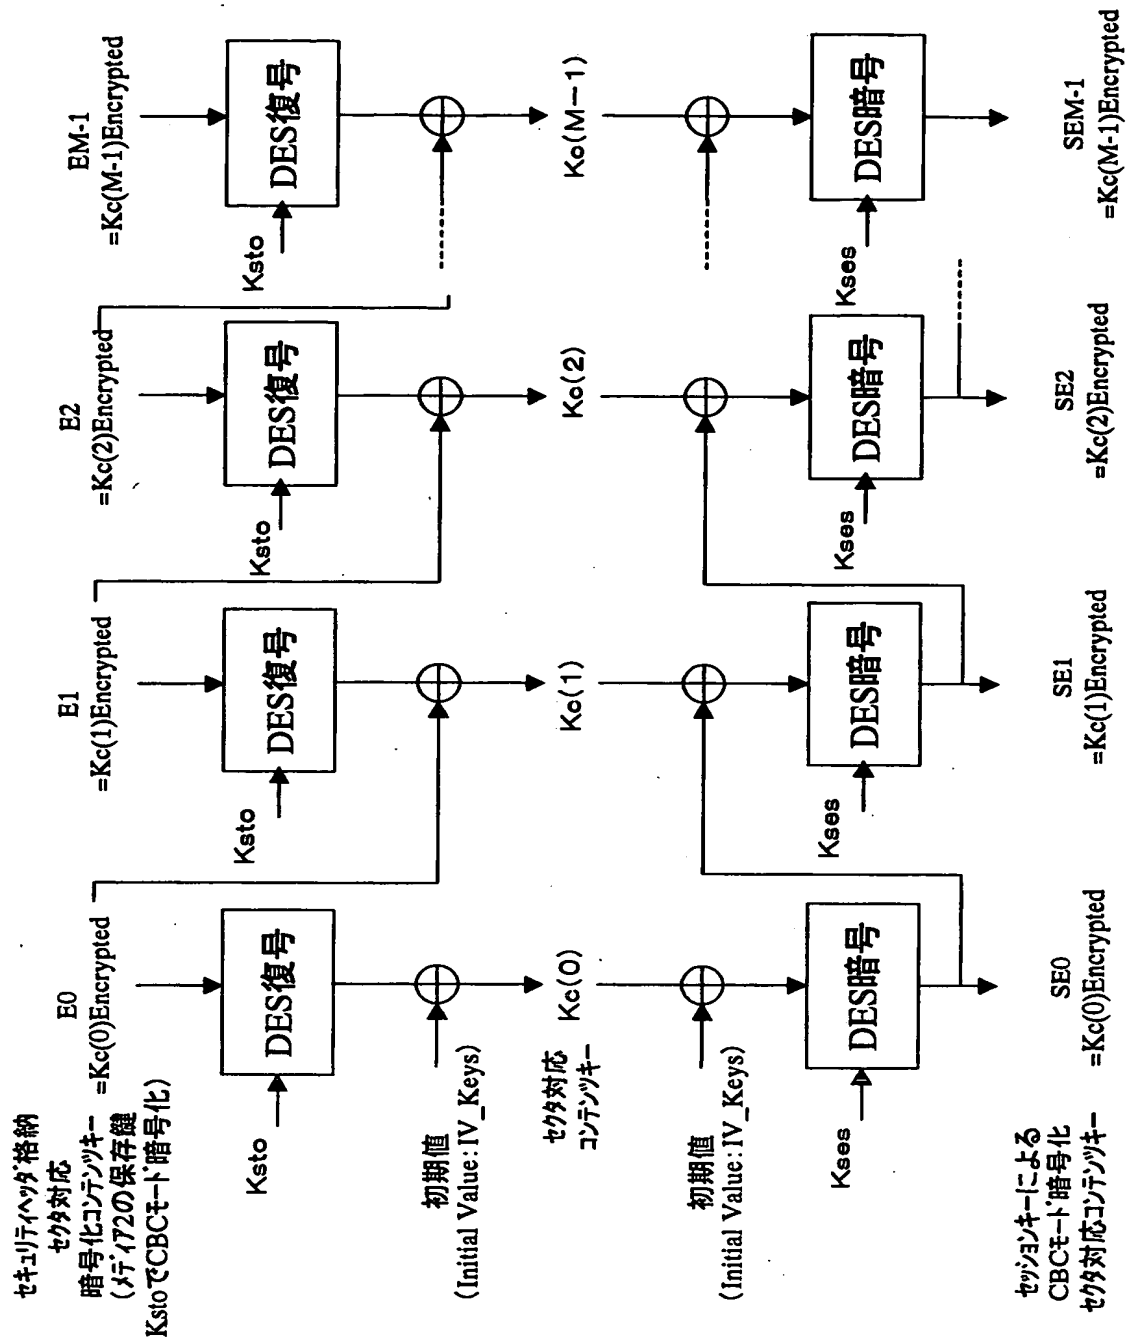 セキュリティヘッダ格納
セクタ対応
暗号化コンテンツキー
(メディア2の保存鍵
KstoでCBCモード暗号化)
E0
=Kc(0)Encrypted
E1
=Kc(1)Encrypted
E2
=Kc(2)Encrypted
EM-1
=Kc(M-1)Encrypted
Ksto
DES復号
Ksto
DES復号
Ksto
DES復号
Ksto
DES復号
初期値
(Initial Value:IV_Keys)
セクタ対応
コンテンツキー
Kc(0)
Kc(1)
Kc(2)
Kc(M-1)
初期値
(Initial Value:IV_Keys)
Kses
DES暗号
Kses
DES暗号
Kses
DES暗号
Kses
DES暗号
セッションキーによる
CBCモード暗号化
セクタ対応コンテンツキー
SE0
=Kc(0)Encrypted
SE1
=Kc(1)Encrypted
SE2
=Kc(2)Encrypted
SEM-1
=Kc(M-1)Encrypted